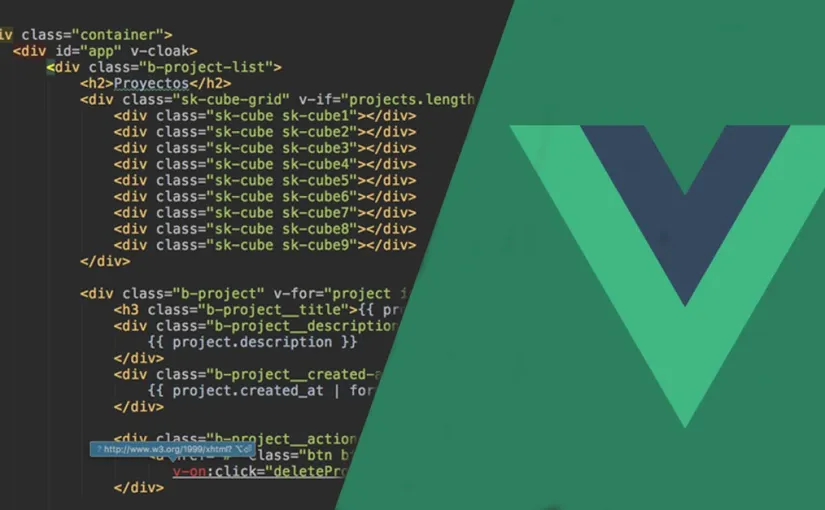 iv class="container">
<div id="app" v-cloak>
<div class="b-project-list">
<h2>Proyectos</h2>
<div class="sk-cube-grid" v-if="projects.length
<div class="sk-cube sk-cube1"></div>
<div class="sk-cube sk-cube2"></div>
<div class="sk-cube sk-cube3"></div>
<div class="sk-cube sk-cube4"></div>
<div class="sk-cube sk-cube5"></div>
<div class="sk-cube sk-cube6"></div>
<div class="sk-cube sk-cube7"></div>
<div class="sk-cube sk-cube8"></div>
<div class="sk-cube sk-cube9"></div>
</div>
<div class="b-project" v-for="project i
<h3 class="b-project__title">{{ pr
<div class="b-project__description
{{ project.description }}
</div>
<div class="b-project__created-a
{{ project.created_at | for
</div>
<div class="b-project__action
? http://www.w3.org/1999/xhtml? ⌥⏎
class="btn b
v-on:click="deletePr
</div>